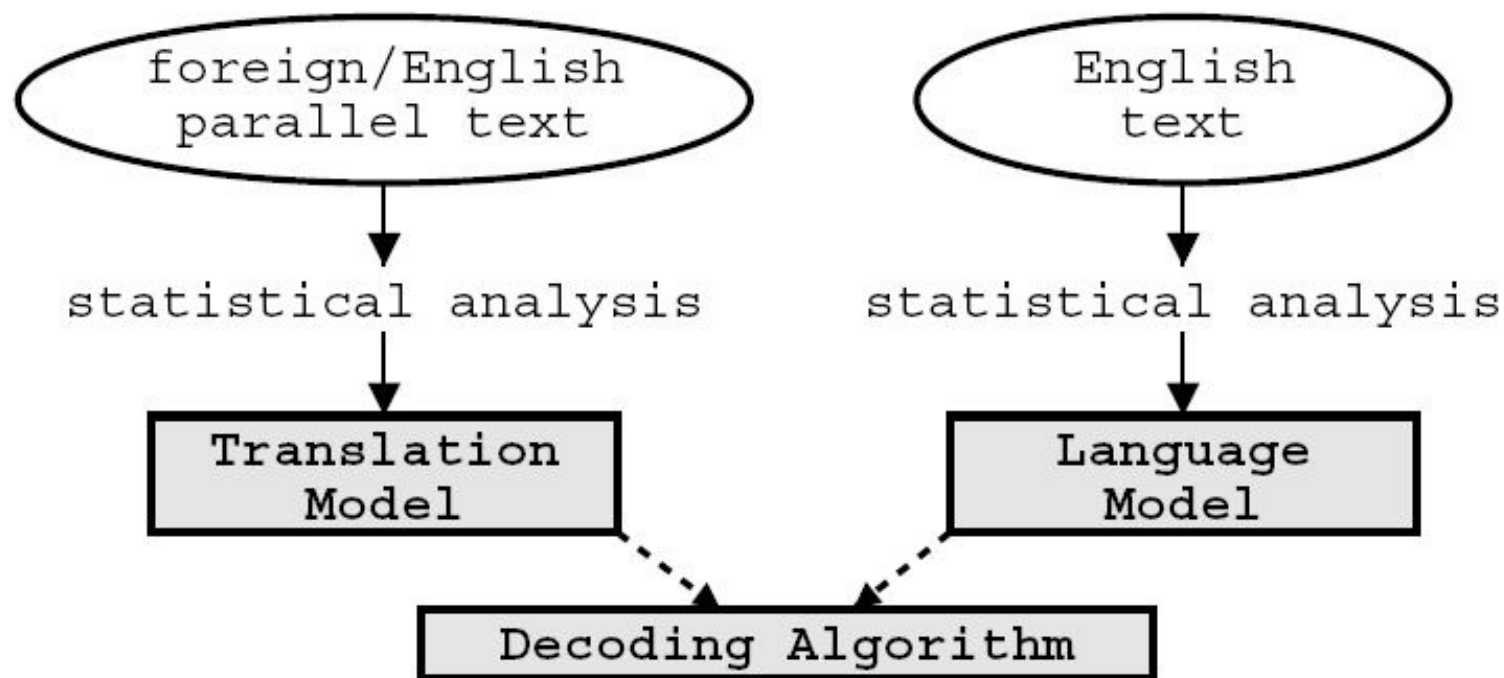 foreign/English
parallel text
English
text
statistical analysis
statistical analysis
Translation
Model
Language
Model
Decoding Algorithm